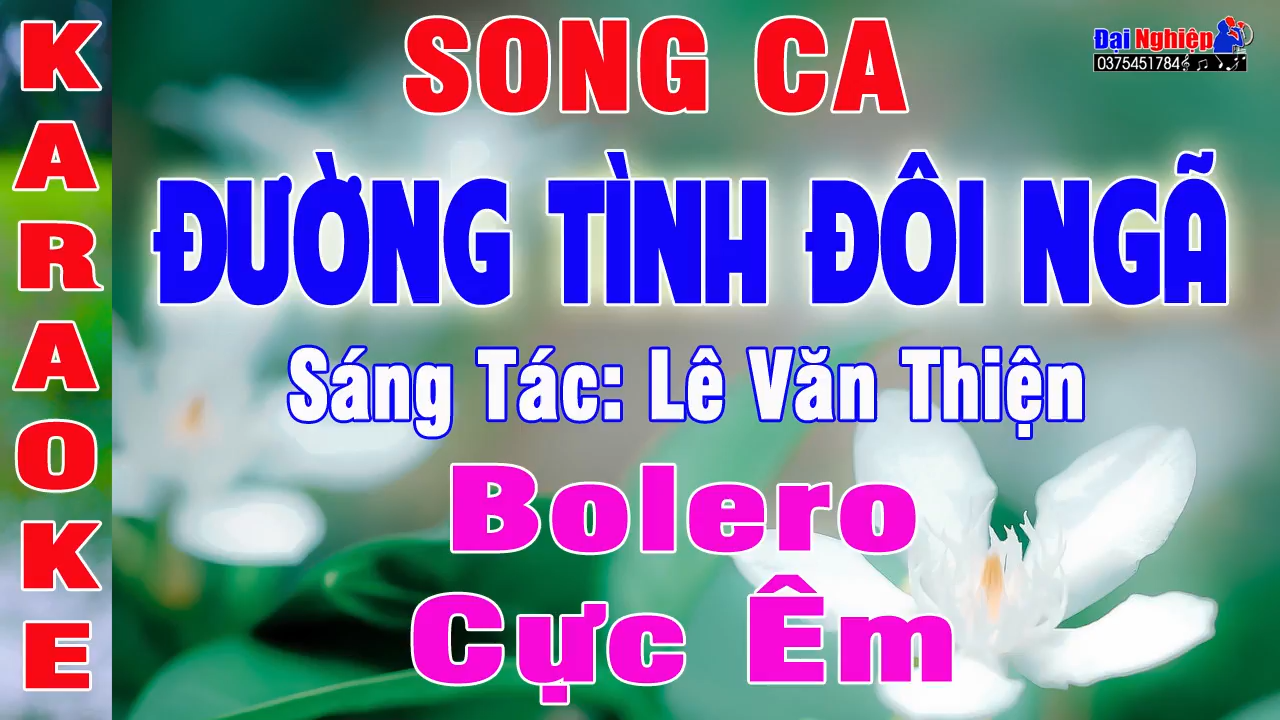 KARAOKE
SONG CA
Đại Nghiệp
0375451784
ĐƯỜNG TÌNH ĐÔI NGÃ
Sáng Tác: Lê Văn Thiện
Bolero
Cực Êm